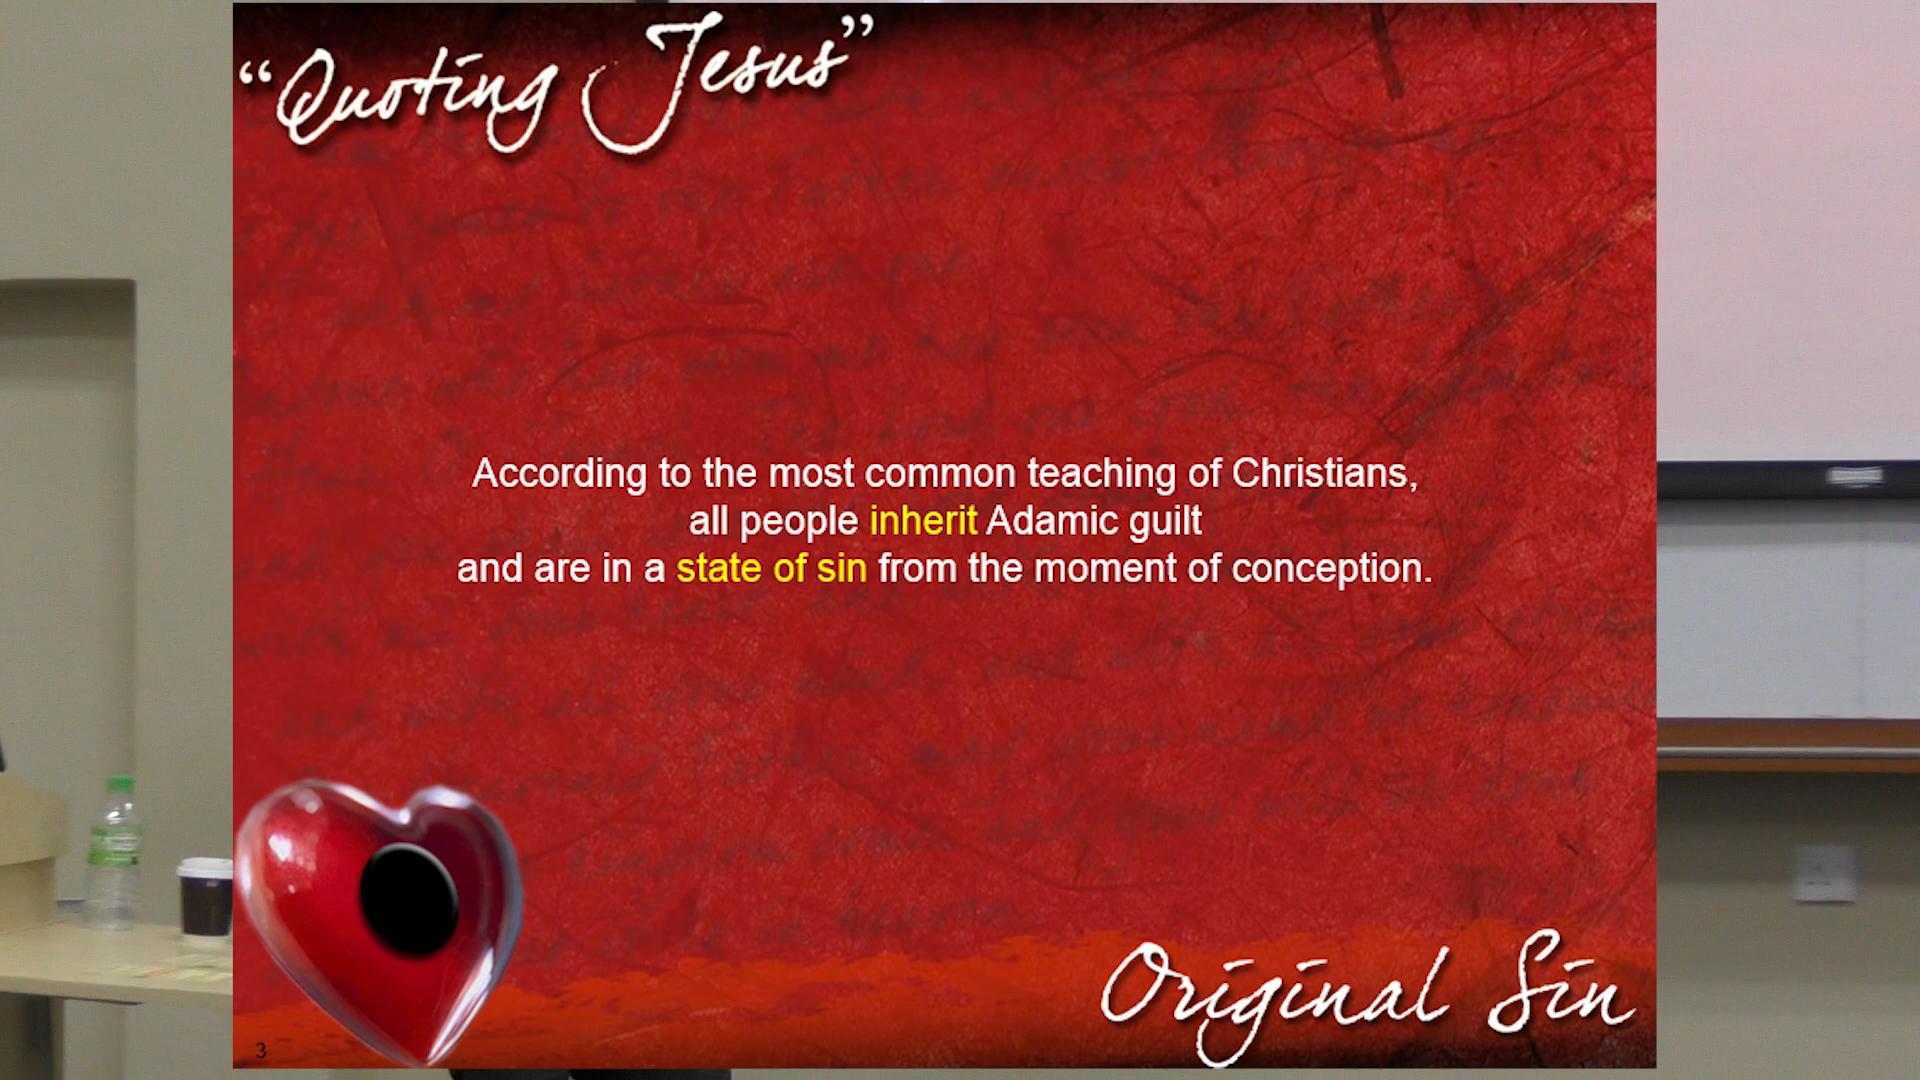 “Quoting Jesus”
According to the most common teaching of Christians,
all people inherit Adamic guilt
and are in a state of sin from the moment of conception.
Original Sin
3